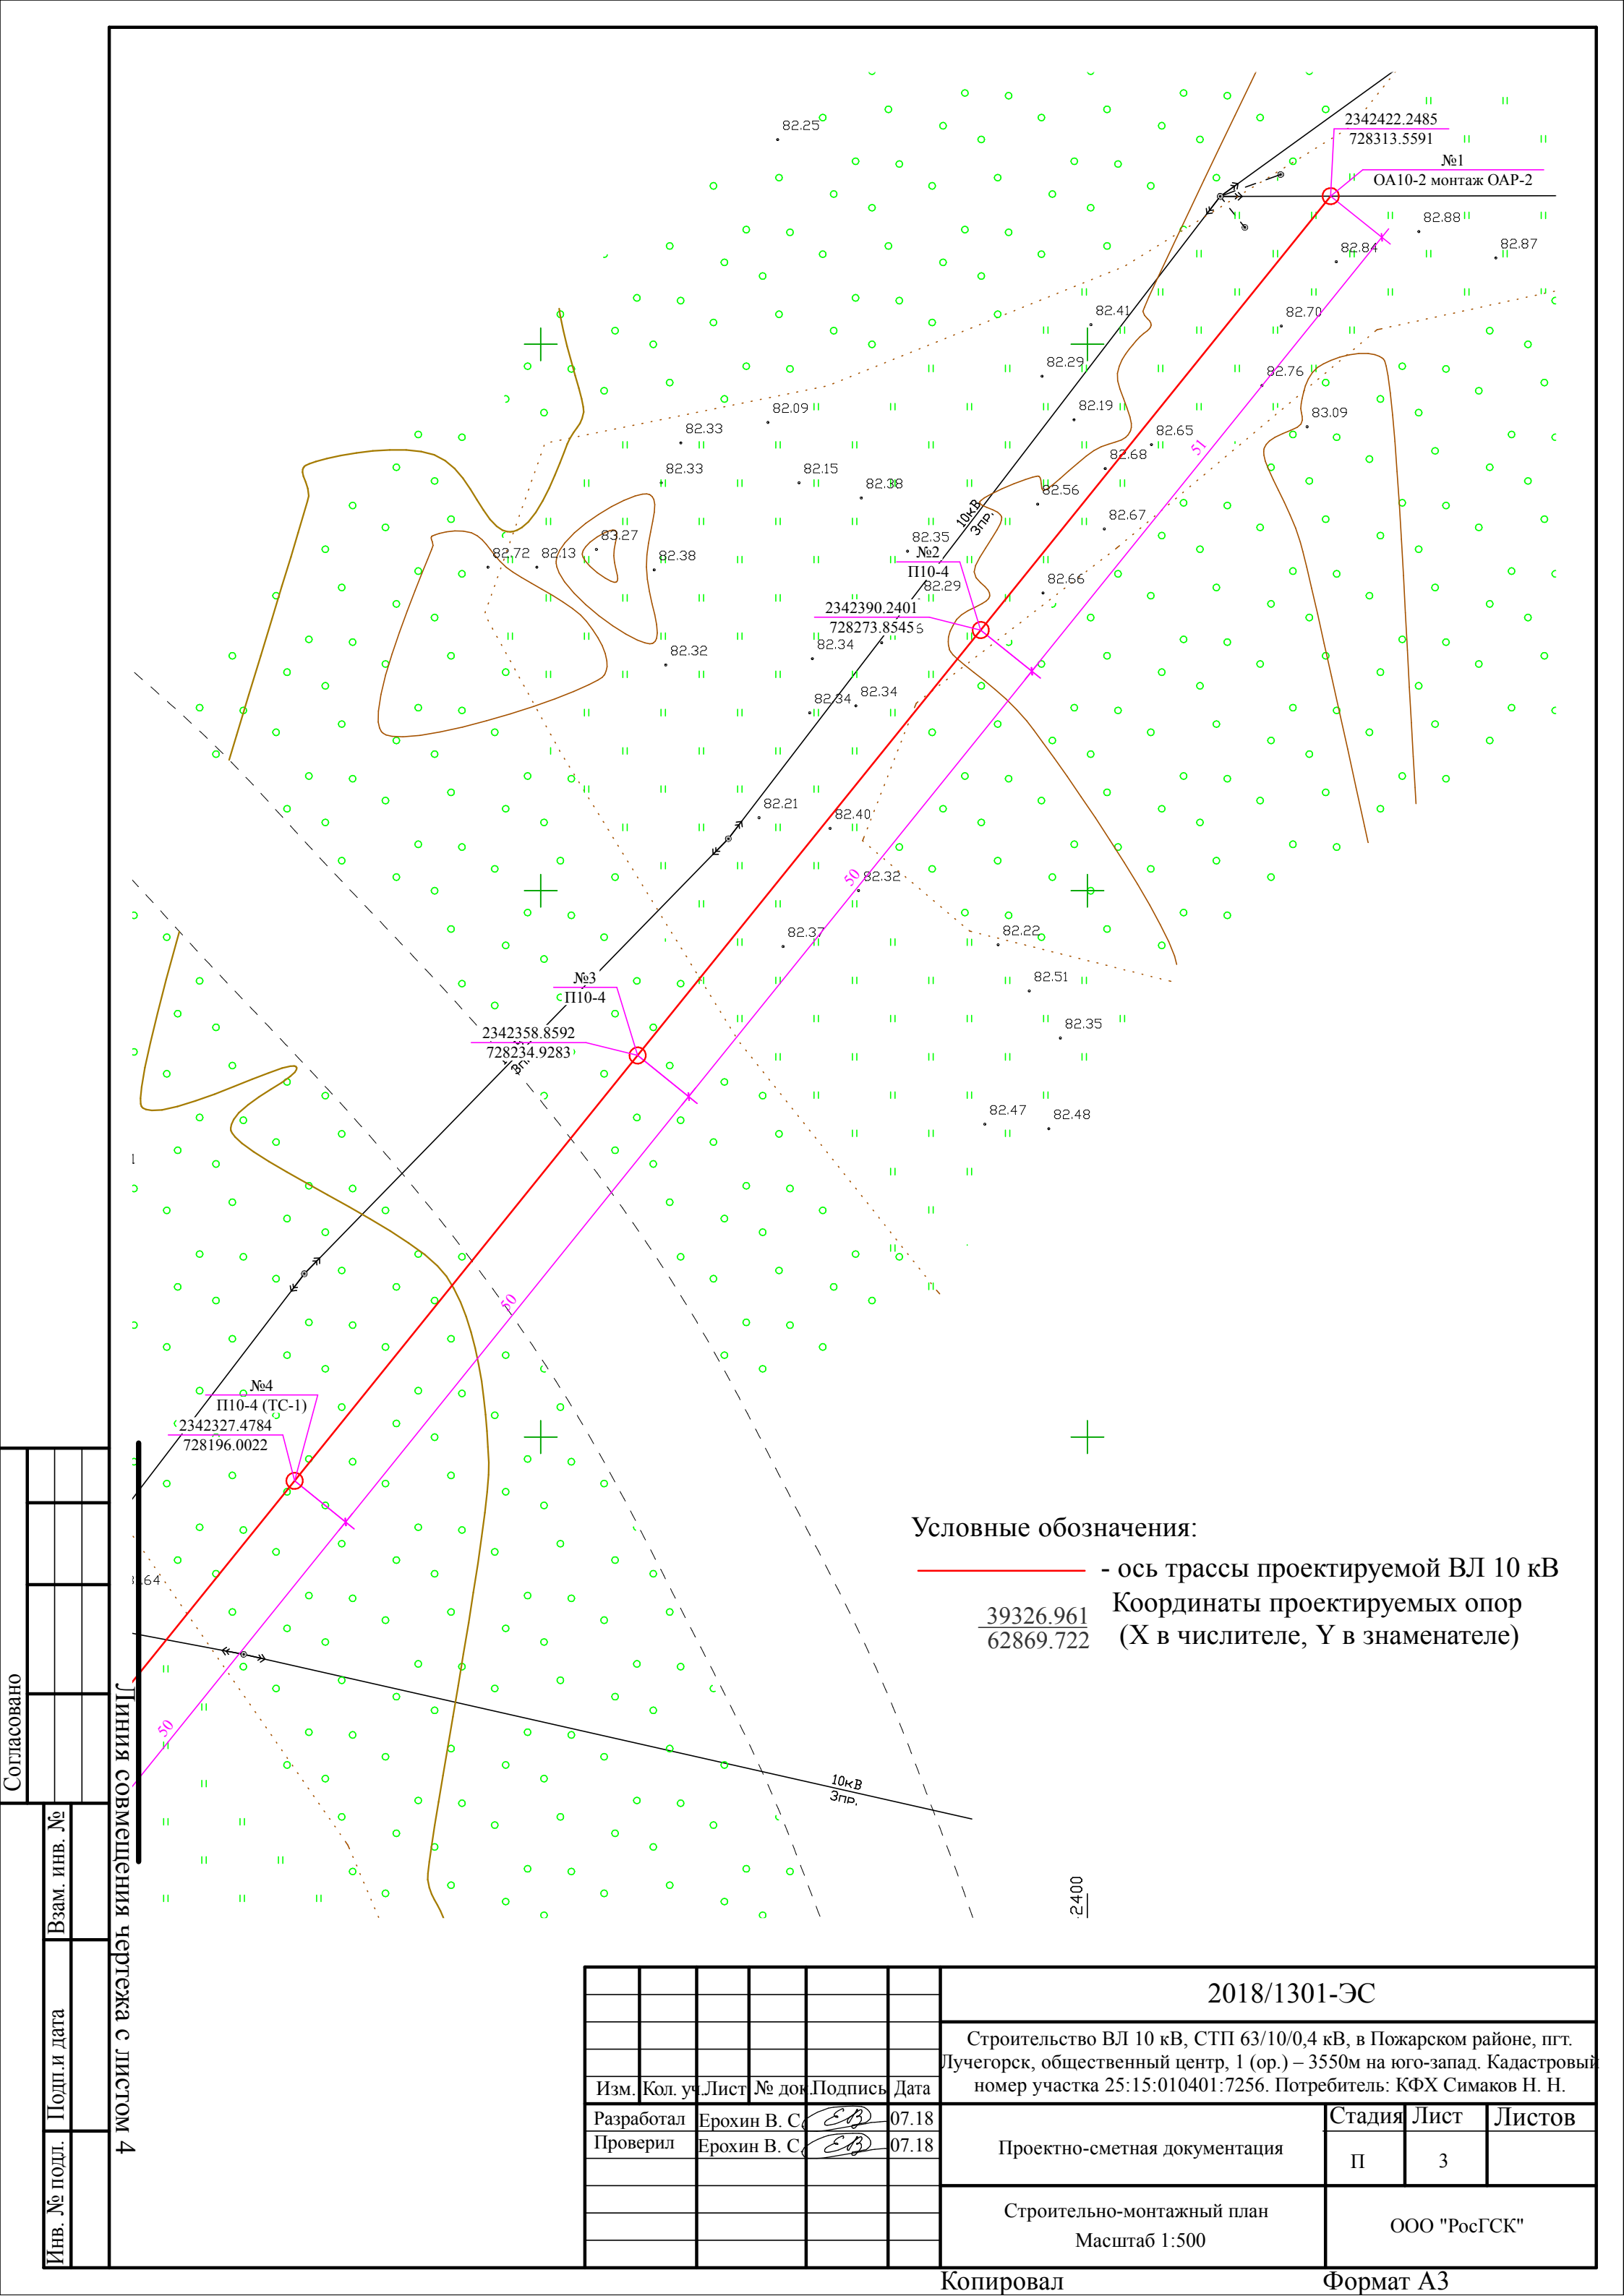 82.25
2342422.2485
728313.5591
№1
ОА10-2 монтаж ОАР-2
82.88
82.87
82.84
82.41
82.70
82.29
82.76
82.09
82.19
83.09
82.33
82.65
82.68
51
82.33
82.15
82.38
82.56
10кВ
3пр.
82.67
82.72
82.13
83.27
82.38
82.35
№2
П10-4
82.29
82.66
2342390.2401
728273.8545
82.34
82.32
82.34
82.34
82.21
82.40
50
82.32
82.37
82.22
82.51
№3
П10-4
82.35
2342358.8592
728234.9283
82.47
82.48
50
№4
П10-4 (ТС-1)
2342327.4784
728196.0022
Условные обозначения:
- ось трассы проектируемой ВЛ 10 кВ
39326.961
62869.722
Координаты проектируемых опор
(X в числителе, Y в знаменателе)
.64
50
10кВ
3пр.
2400
Линия совмещения чертежа с листом 4
Согласовано
Взам. инв. №
Подп.и дата
Инв. № подл.
2018/1301-ЭС
Строительство ВЛ 10 кВ, СТП 63/10/0,4 кВ, в Пожарском районе, пгт.
Лучегорск, общественный центр, 1 (ор.) – 3550м на юго-запад. Кадастровый
номер участка 25:15:010401:7256. Потребитель: КФХ Симаков Н. Н.
Изм. Кол. уч. Лист № док. Подпись Дата
Разработал Ерохин В. С. 07.18
Проверил Ерохин В. С. 07.18
Проектно-сметная документация
Стадия Лист Листов
П 3
Строительно-монтажный план
Масштаб 1:500
ООО "РосГСК"
Копировал Формат А3